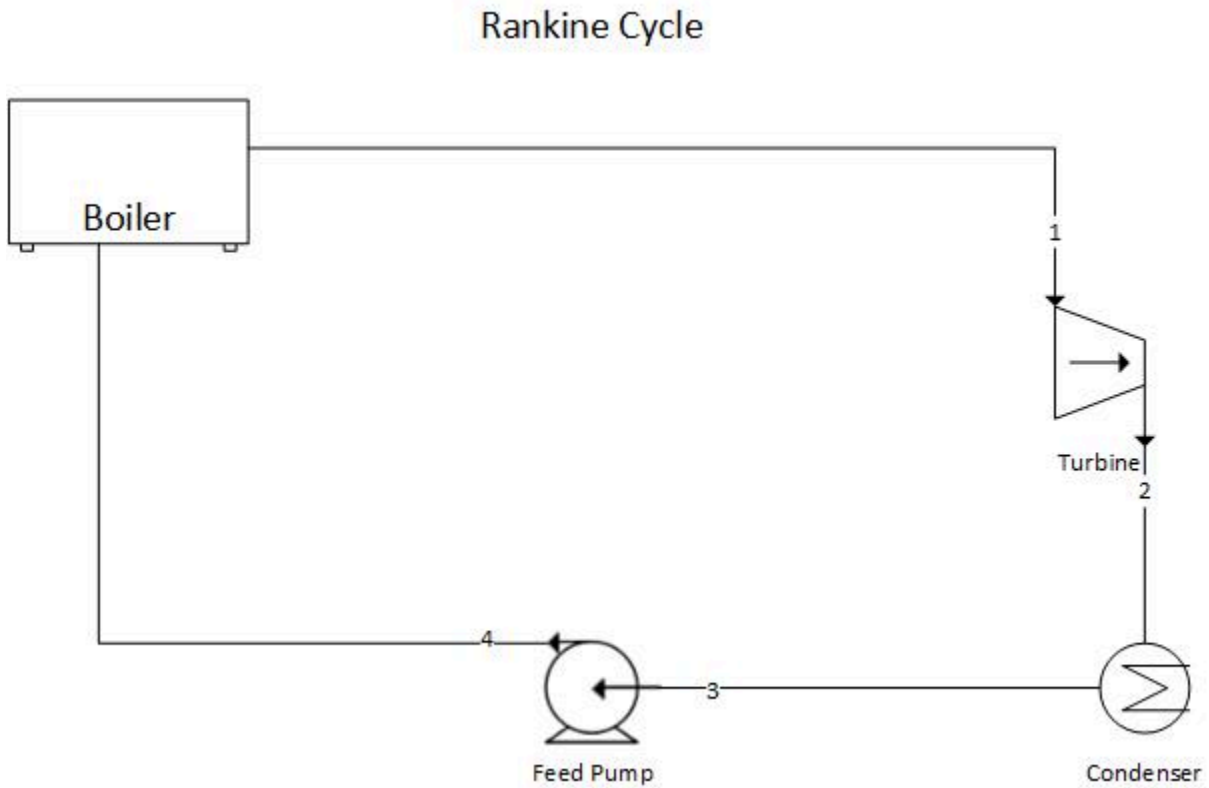 Rankine Cycle
Boiler
1
Turbine
2
4
3
Feed Pump
Condenser